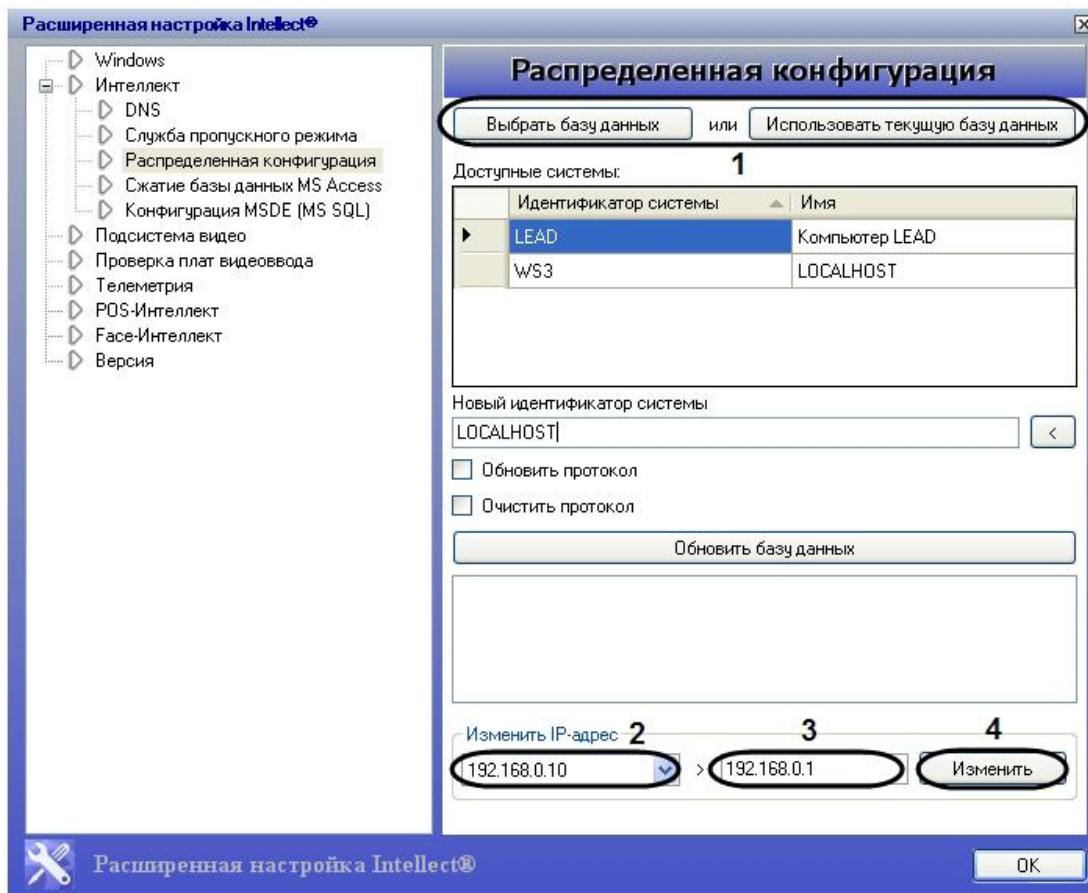 Расширенная настройка Intellect®
Windows
Интеллект
DNS
Служба пропускного режима
Распределенная конфигурация
Сжатие базы данных MS Access
Конфигурация MSDE (MS SQL)
Подсистема видео
Проверка плат видеоввода
Телеметрия
POS-Интеллект
Face-Интеллект
Версия
Распределенная конфигурация
Выбрать базу данных или Использовать текущую базу данных
1
Доступные системы:
Идентификатор системы Имя
LEAD Компьютер LEAD
WS3 LOCALHOST
Новый идентификатор системы
LOCALHOST <
Обновить протокол
Очистить протокол
Обновить базу данных
Изменить IP-адрес 2 3 4
192.168.0.10 > 192.168.0.1 Изменить
Расширенная настройка Intellect®
OK